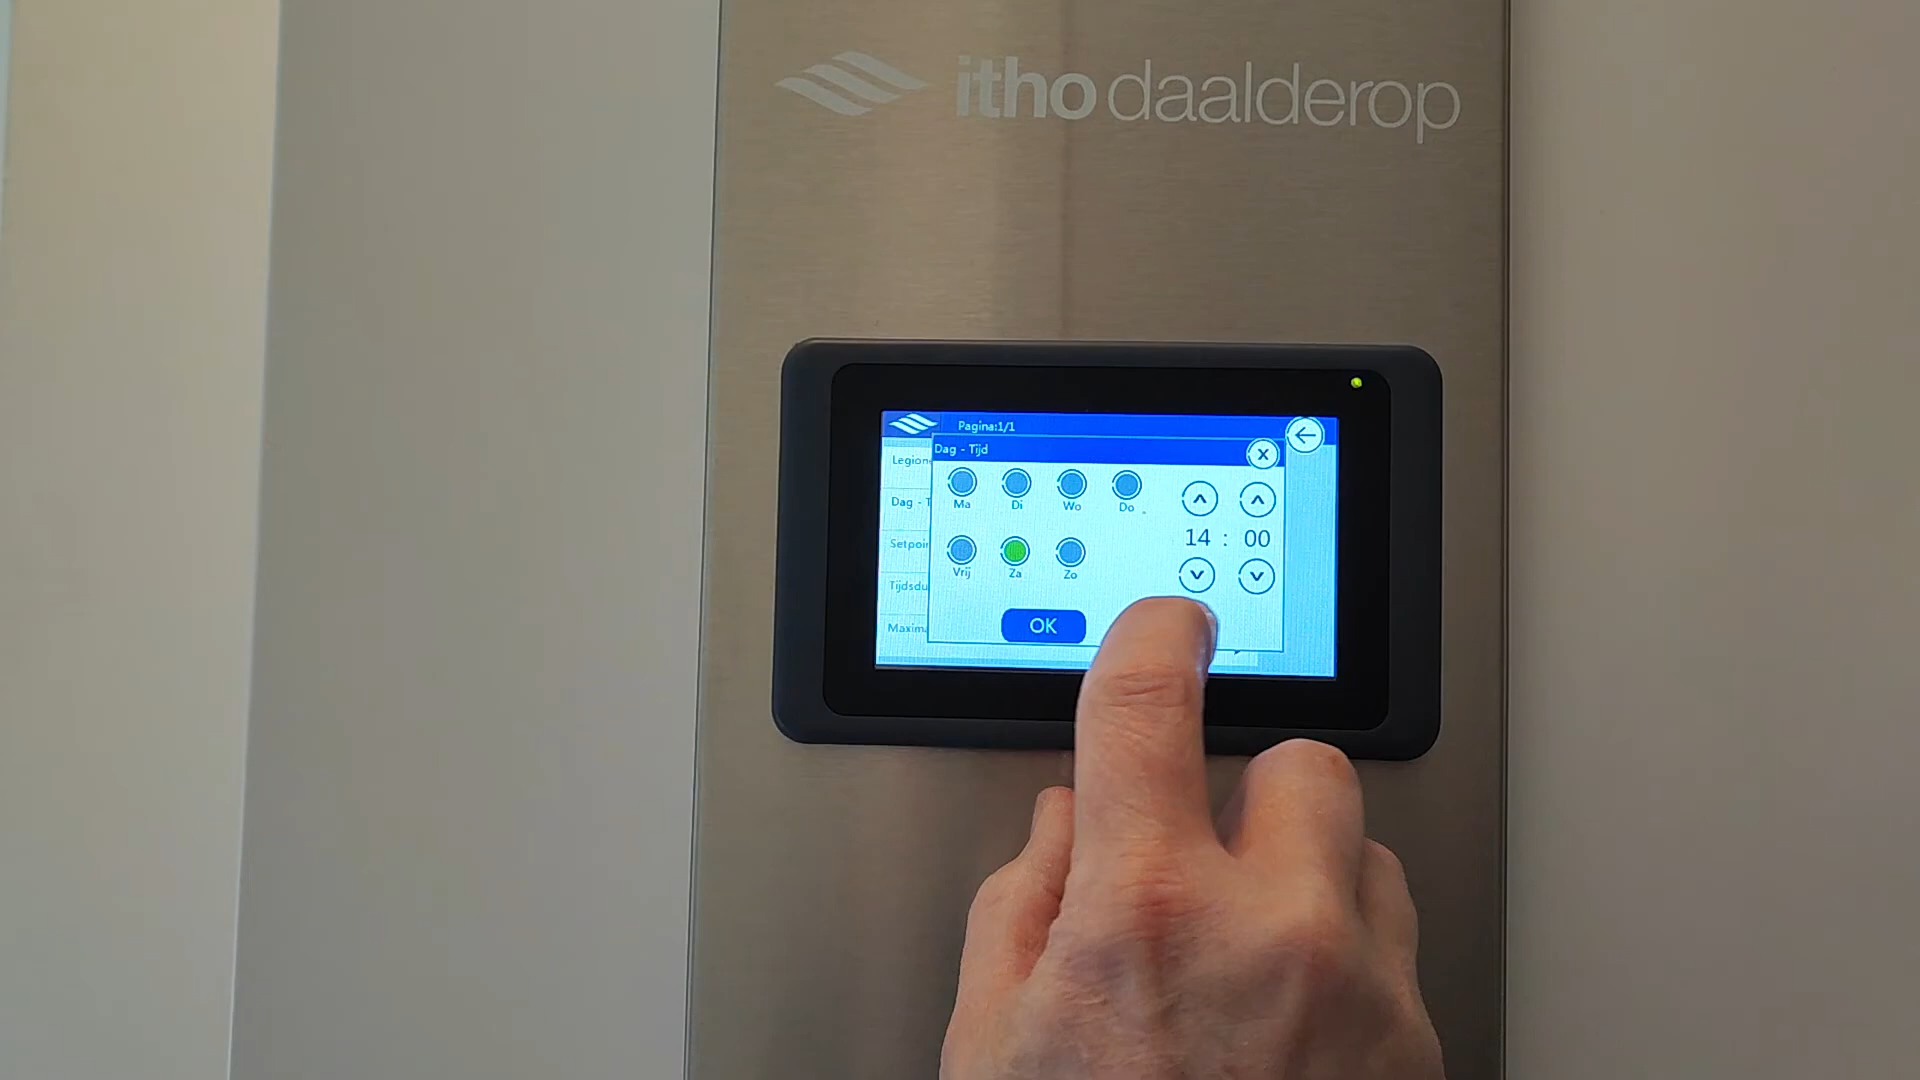 itho daalderop
Pagina:1/1
Dag - Tijd
X
Legion
Ma Di Wo Do
Dag - T
14 : 00
Setpoin
Vrij Za Zo
Tijdsdu
OK
Maxima